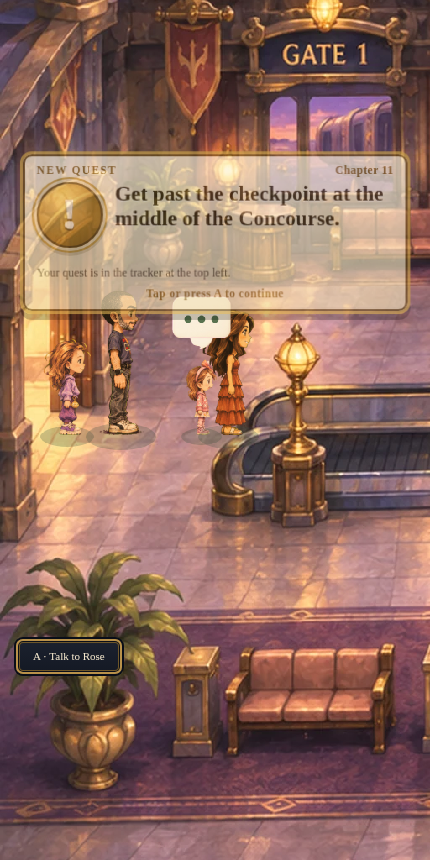 GATE 1
NEW QUEST
Chapter 11
!
Get past the checkpoint at the
middle of the Concourse.
Your quest is in the tracker at the top left.
Tap or press A to continue
A · Talk to Rose